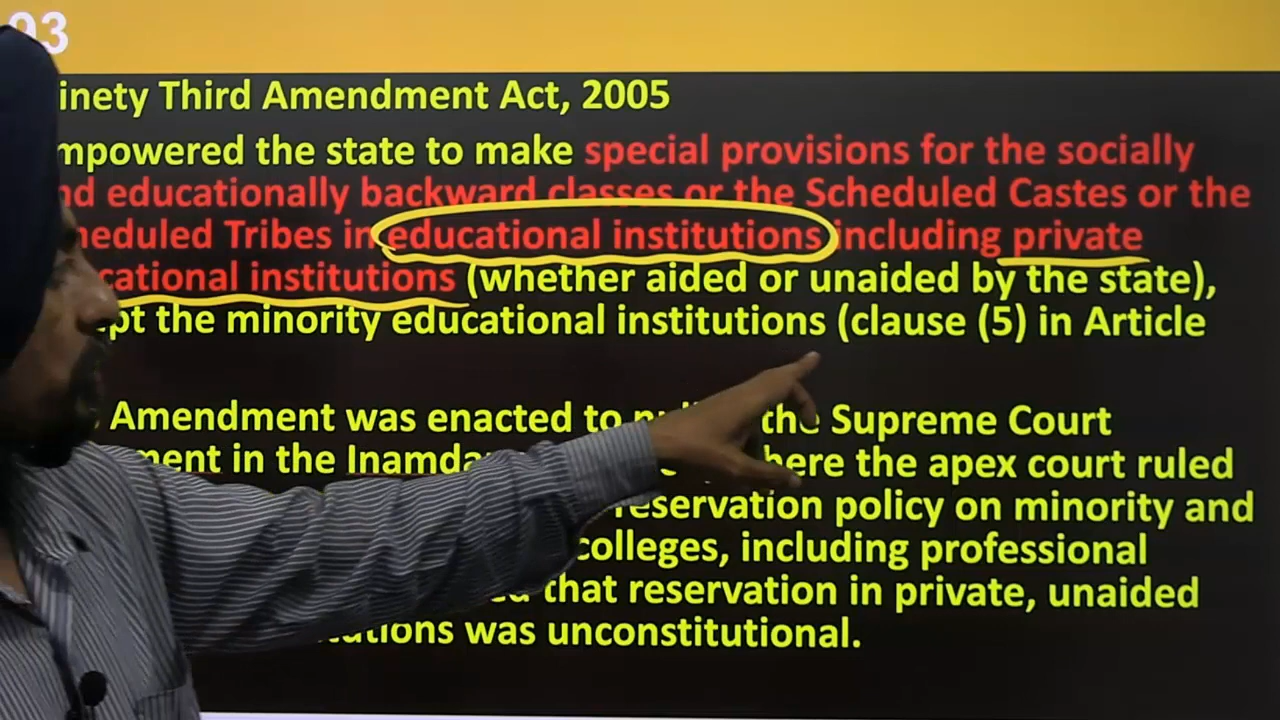 93
inety Third Amendment Act, 2005
mpowered the state to make special provisions for the socially
nd educationally backward classes or the Scheduled Castes or the
heduled Tribes in educational institutions including private
cational institutions (whether aided or unaided by the state),
ept the minority educational institutions (clause (5) in Article
Amendment was enacted to the Supreme Court
ment in the Inamda here the apex court ruled
reservation policy on minority and
colleges, including professional
ed that reservation in private, unaided
tutions was unconstitutional.